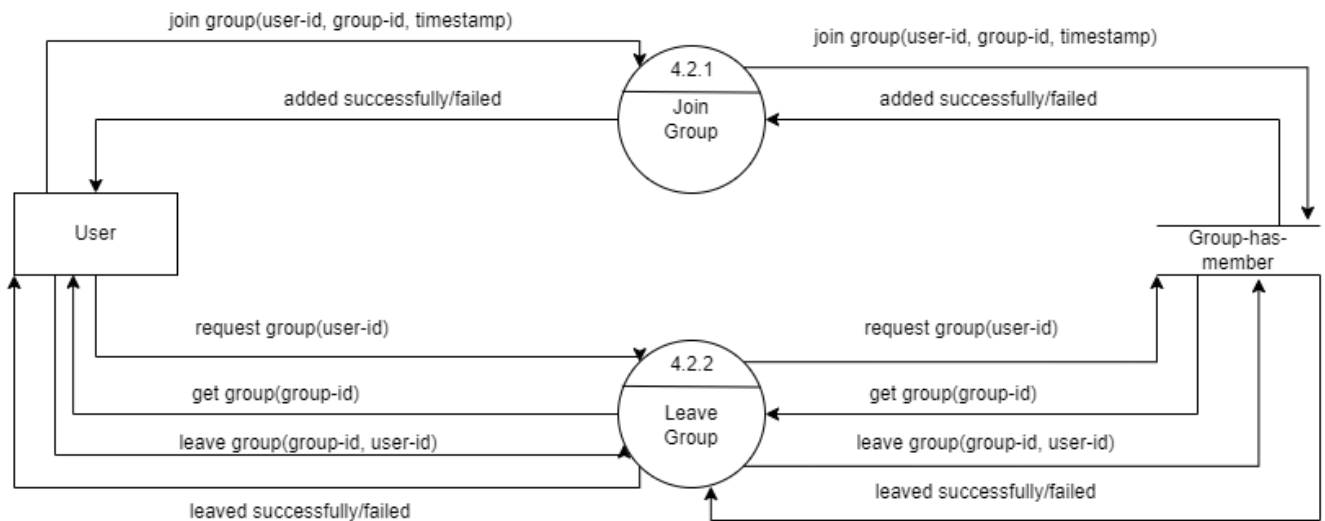 join group(user-id, group-id, timestamp)
join group(user-id, group-id, timestamp)
4.2.1
added successfully/failed
Join
Group
added successfully/failed
User
Group-has-
member
request group(user-id)
request group(user-id)
4.2.2
get group(group-id)
get group(group-id)
Leave
Group
leave group(group-id, user-id)
leave group(group-id, user-id)
leaved successfully/failed
leaved successfully/failed